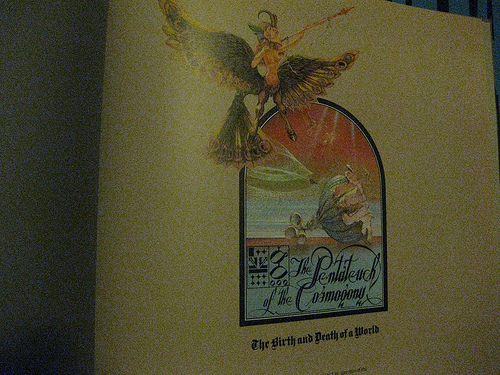 The Pentateuch
of the Cosmogony
The Birth and Death of a World